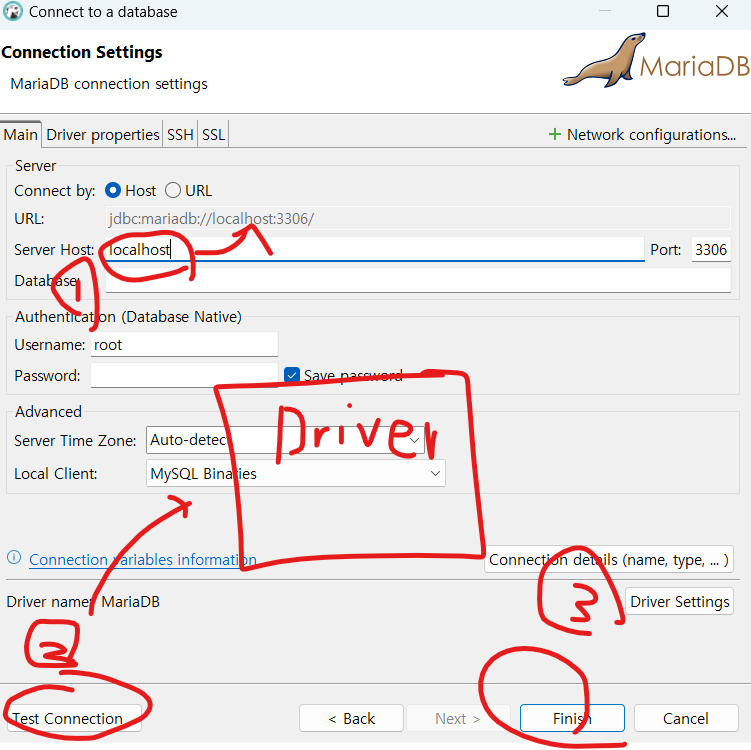 Connect to a database
Connection Settings
MariaDB connection settings
MariaDB
Main Driver properties SSH SSL
+ Network configurations...
Server
Connect by: Host URL
URL: jdbc:mariadb://localhost:3306/
Server Host: localhost Port: 3306
Database:
1
Authentication (Database Native)
Username: root
Password: Save password
Advanced
Driver
Server Time Zone: Auto-detect
Local Client: MySQL Binaries
Connection variables information
Connection details (name, type, ... )
3
Driver name: MariaDB
Driver Settings
2
Test Connection < Back Next > Finish Cancel